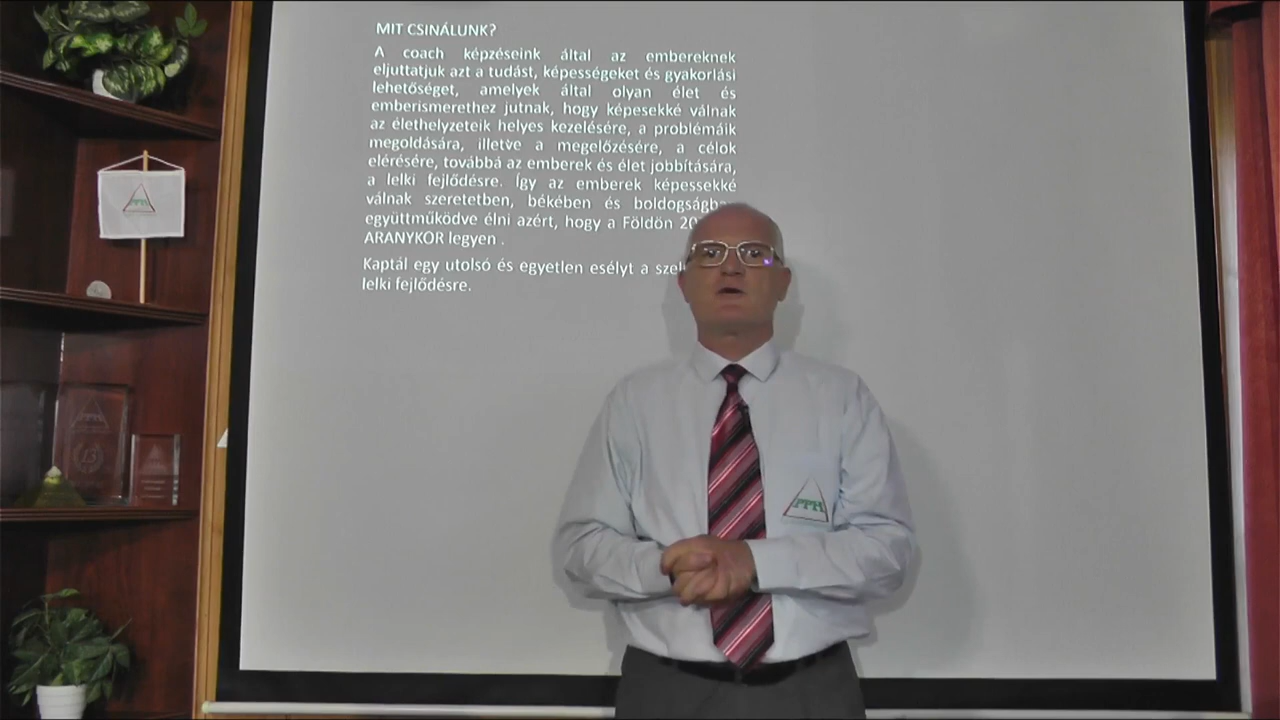 MIT CSINÁLUNK?
A coach képzéseink által az embereknek
eljuttatjuk azt a tudást, képességeket és gyakorlási
lehetőséget, amelyek által olyan élet és
emberismerethez jutnak, hogy képesekké válnak
az élethelyzeteik helyes kezelésére, a problémáik
megoldására, illetve a megelőzésére, a célok
elérésére, továbbá az emberek és élet jobbítására,
a lelki fejlődésre. Így az emberek képessekké
válnak szeretetben, békében és
együttműködve élni azért, hogy a Földön
ARANYKOR legyen .
Kaptál egy utolsó és egyetlen esélyt a
lelki fejlődésre.
PPH
PPH
13